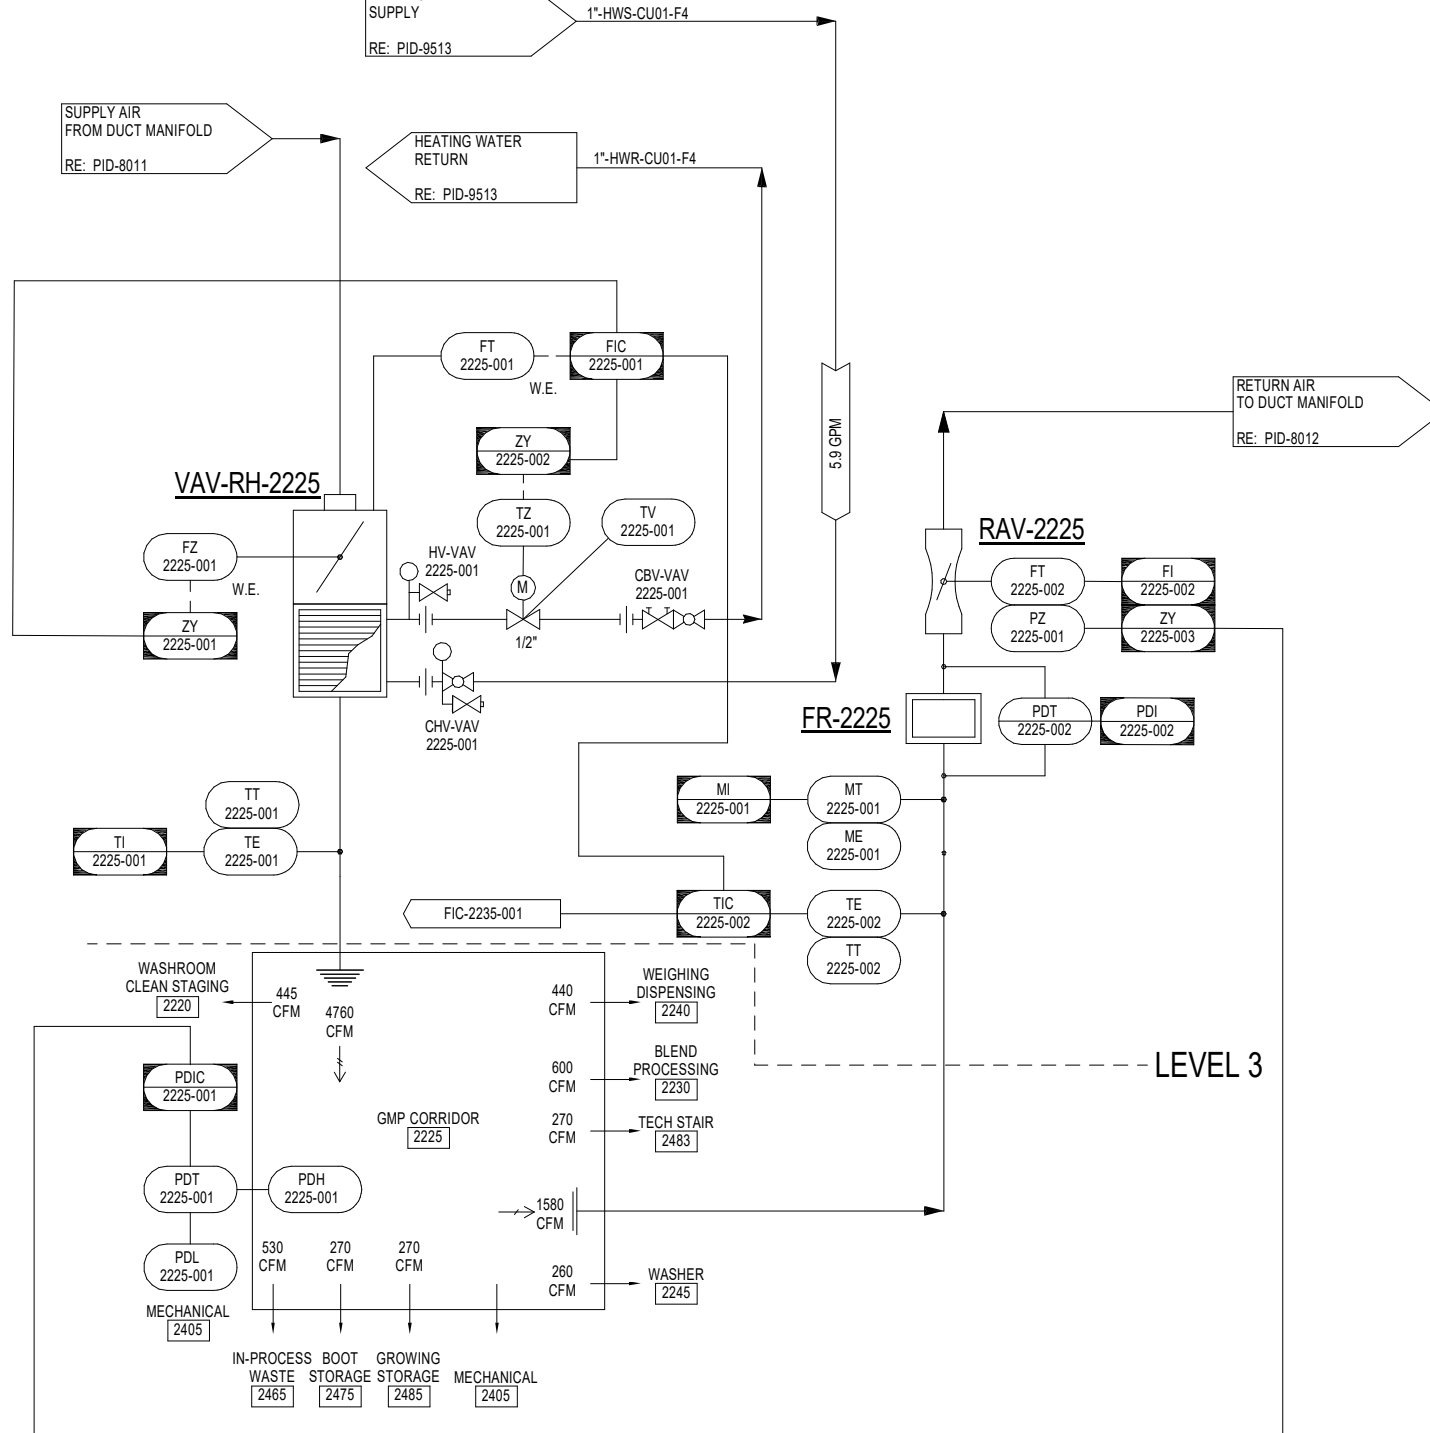 SUPPLY
RE: PID-9513
1"-HWS-CU01-F4
SUPPLY AIR
FROM DUCT MANIFOLD
RE: PID-8011
HEATING WATER
RETURN
RE: PID-9513
1"-HWR-CU01-F4
FT
2225-001
W.E.
FIC
2225-001
5.9 GPM
RETURN AIR
TO DUCT MANIFOLD
RE: PID-8012
ZY
2225-002
VAV-RH-2225
TZ
2225-001
TV
2225-001
RAV-2225
FZ
2225-001
W.E.
ZY
2225-001
HV-VAV
2225-001
M
1/2"
CBV-VAV
2225-001
FT
2225-002
FI
2225-002
PZ
2225-001
ZY
2225-003
CHV-VAV
2225-001
FR-2225
PDT
2225-002
PDI
2225-002
TT
2225-001
TI
2225-001
TE
2225-001
MI
2225-001
MT
2225-001
ME
2225-001
FIC-2235-001
TIC
2225-002
TE
2225-002
TT
2225-002
WASHROOM
CLEAN STAGING
2220
445
CFM
4760
CFM
440
CFM
WEIGHING
DISPENSING
2240
600
CFM
BLEND
PROCESSING
2230
LEVEL 3
PDIC
2225-001
GMP CORRIDOR
2225
270
CFM
TECH STAIR
2483
PDT
2225-001
PDH
2225-001
1580
CFM
PDL
2225-001
MECHANICAL
2405
530
CFM
270
CFM
270
CFM
260
CFM
WASHER
2245
IN-PROCESS
WASTE
2465
BOOT
STORAGE
2475
GROWING
STORAGE
2485
MECHANICAL
2405